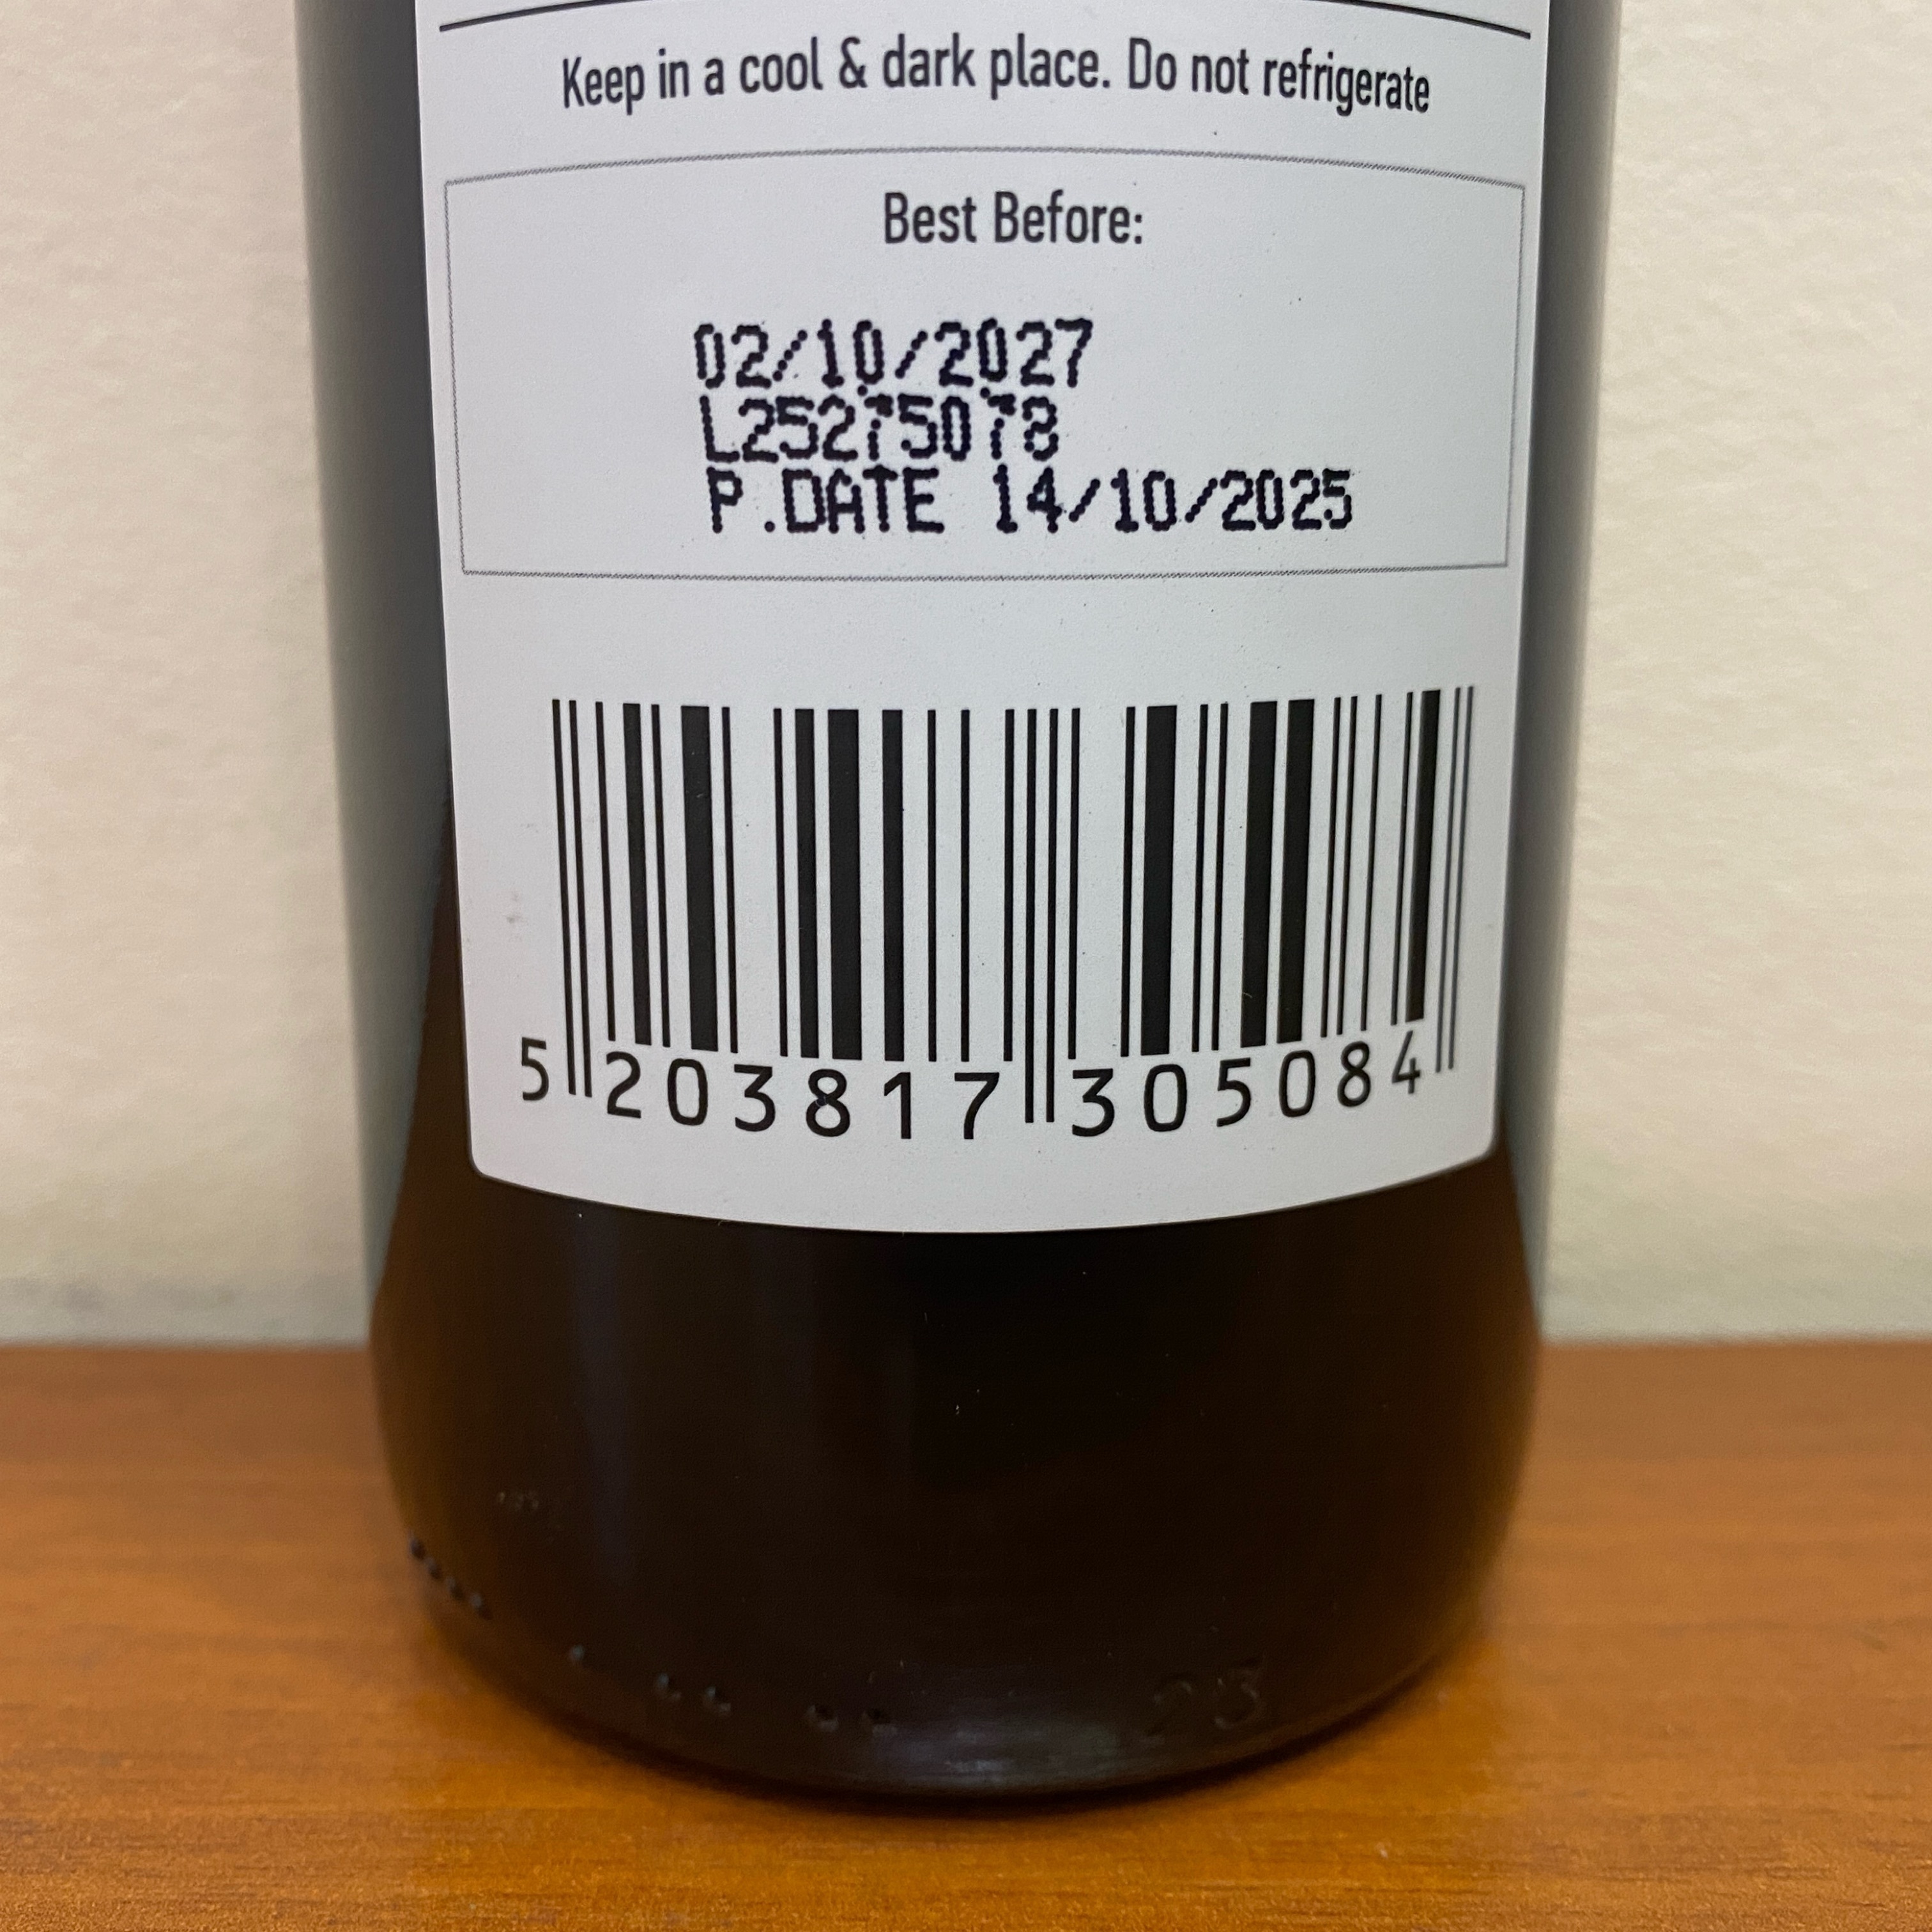 Keep in a cool & dark place. Do not refrigerate
Best Before:
02/10/2027
L25275078
P.DATE 14/10/2025
5 203817 305084